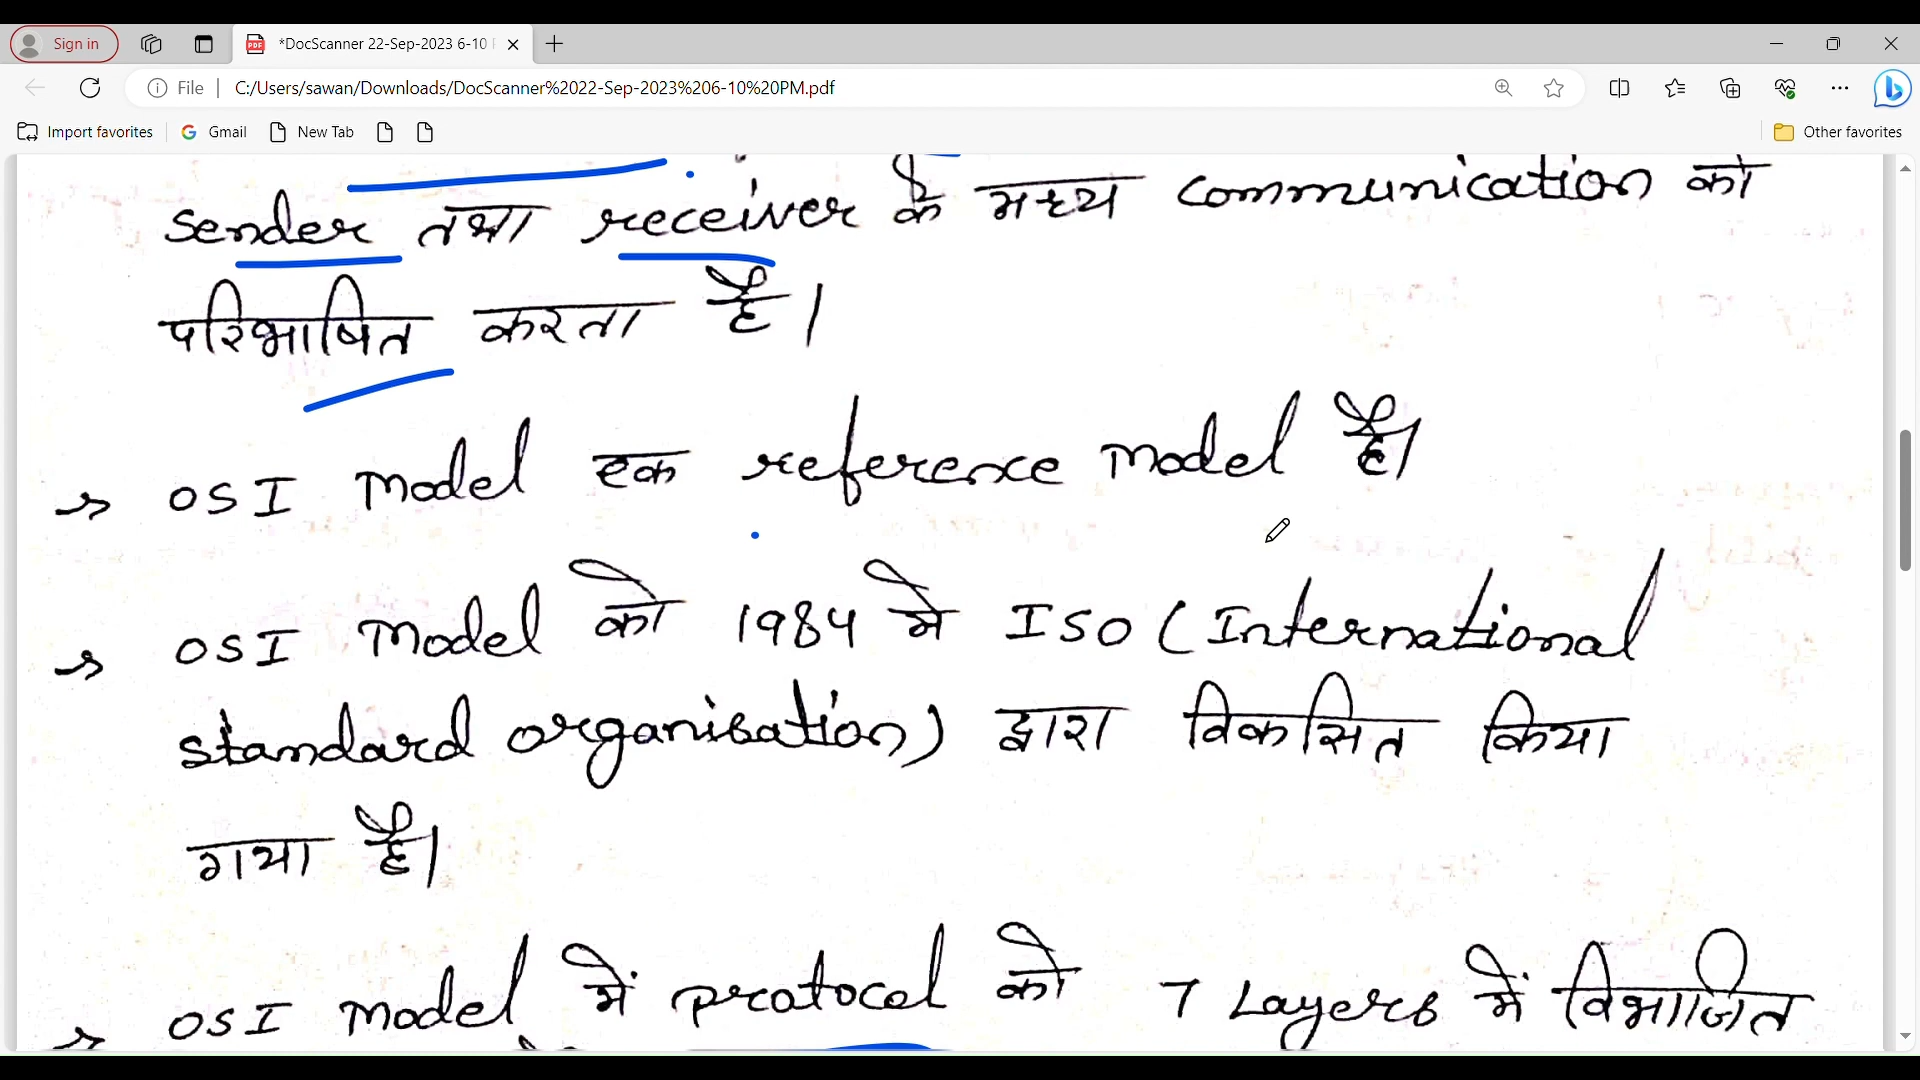 Sign in
*DocScanner 22-Sep-2023 6-10
File
C:/Users/sawan/Downloads/DocScanner%2022-Sep-2023%206-10%20PM.pdf
Import favorites
Gmail
New Tab
Other favorites
sender तथा receiver के मध्य communication को
परिभाषित करता है।
→ OSI Model एक reference model है।
→ OSI Model को 1984 मे ISO (International
standard organisation) द्वारा विकसित किया
गया है।
→ OSI Model में protocol को 7 Layers में विभाजित